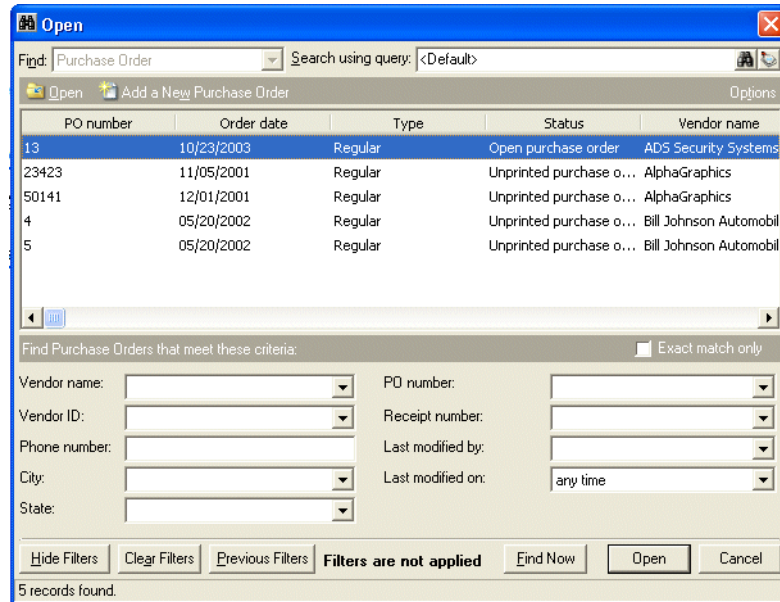 Open
Find: Purchase Order Search using query: <Default>
Open Add a New Purchase Order Options
PO number Order date Type Status Vendor name
13 10/23/2003 Regular Open purchase order ADS Security Systems
23423 11/05/2001 Regular Unprinted purchase o... AlphaGraphics
50141 12/01/2001 Regular Unprinted purchase o... AlphaGraphics
4 05/20/2002 Regular Unprinted purchase o... Bill Johnson Automobil
5 05/20/2002 Regular Unprinted purchase o... Bill Johnson Automobil
Find Purchase Orders that meet these criteria: Exact match only
Vendor name: PO number:
Vendor ID: Receipt number:
Phone number: Last modified by:
City: Last modified on: any time
State:
Hide Filters Clear Filters Previous Filters Filters are not applied Find Now Open Cancel
5 records found.